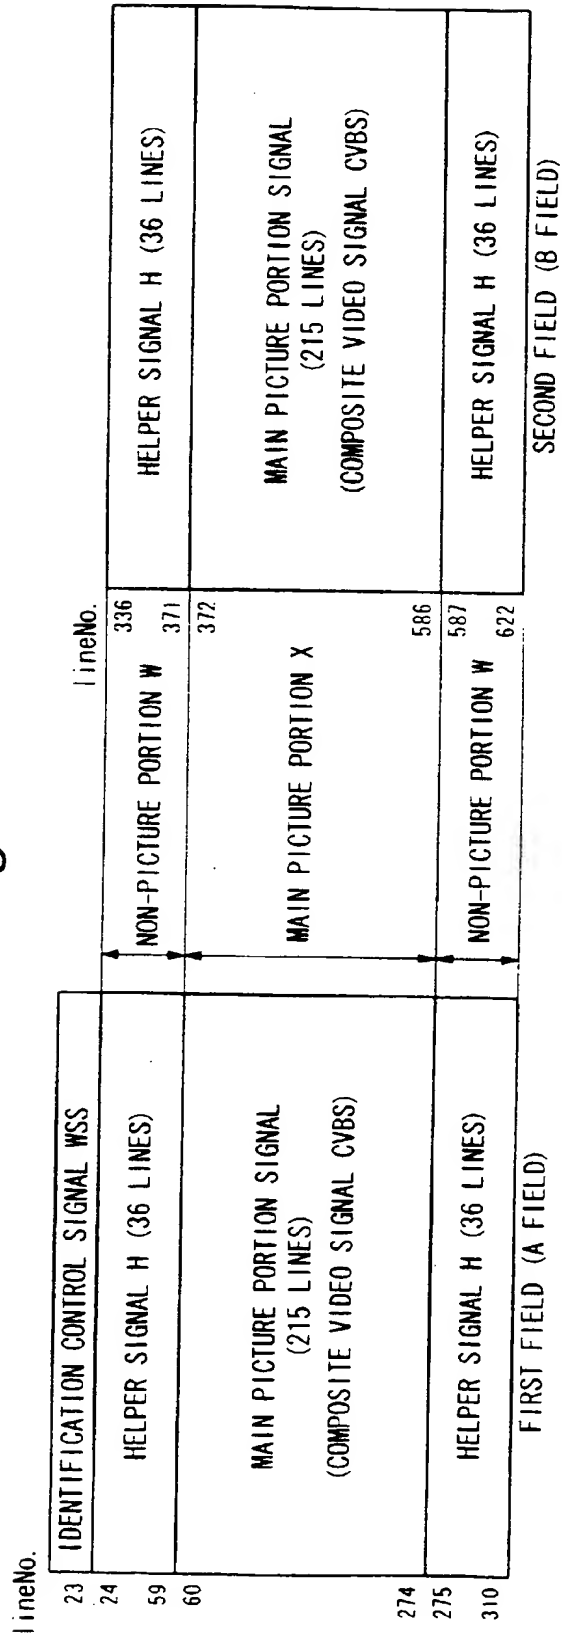 lineNo.
23
IDENTIFICATION CONTROL SIGNAL WSS
24
HELPER SIGNAL H (36 LINES)
59
60
MAIN PICTURE PORTION SIGNAL
(215 LINES)
(COMPOSITE VIDEO SIGNAL CVBS)
274
275
HELPER SIGNAL H (36 LINES)
310
FIRST FIELD (A FIELD)
NON-PICTURE PORTION W
MAIN PICTURE PORTION X
NON-PICTURE PORTION W
lineNo.
336
HELPER SIGNAL H (36 LINES)
371
372
MAIN PICTURE PORTION SIGNAL
(215 LINES)
(COMPOSITE VIDEO SIGNAL CVBS)
586
587
HELPER SIGNAL H (36 LINES)
622
SECOND FIELD (B FIELD)